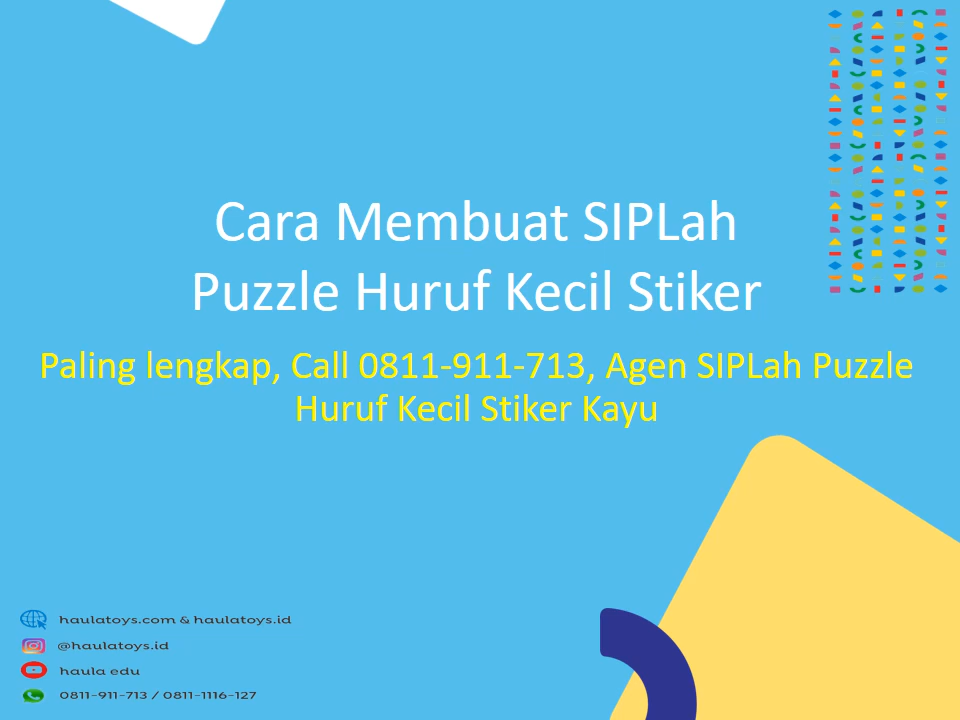 Cara Membuat SIPLah
Puzzle Huruf Kecil Stiker
Paling lengkap, Call 0811-911-713, Agen SIPLah Puzzle
Huruf Kecil Stiker Kayu
haulatoys.com & haulatoys.id
@haulatoys.id
haula edu
0811-911-713 / 0811-1116-127